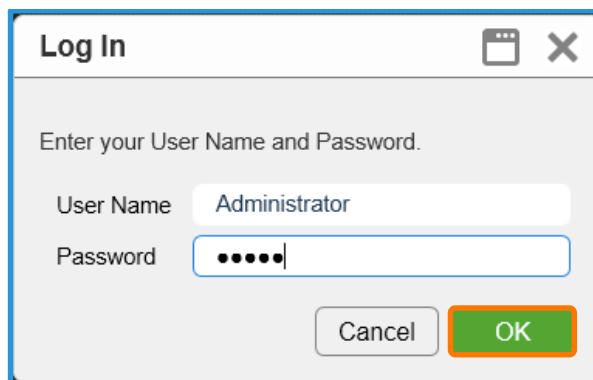 Log In
Enter your User Name and Password.
User Name Administrator
Password •••••
Cancel OK